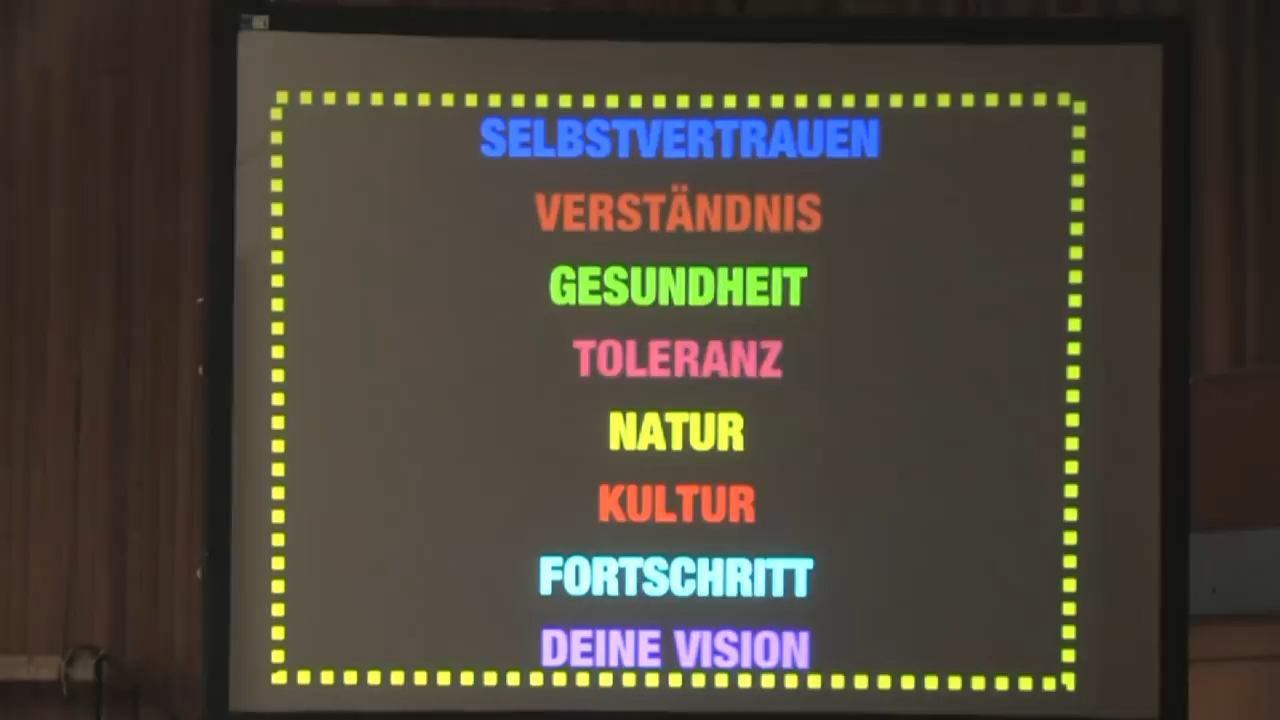 SELBSTVERTRAUEN
VERSTÄNDNIS
GESUNDHEIT
TOLERANZ
NATUR
KULTUR
FORTSCHRITT
DEINE VISION